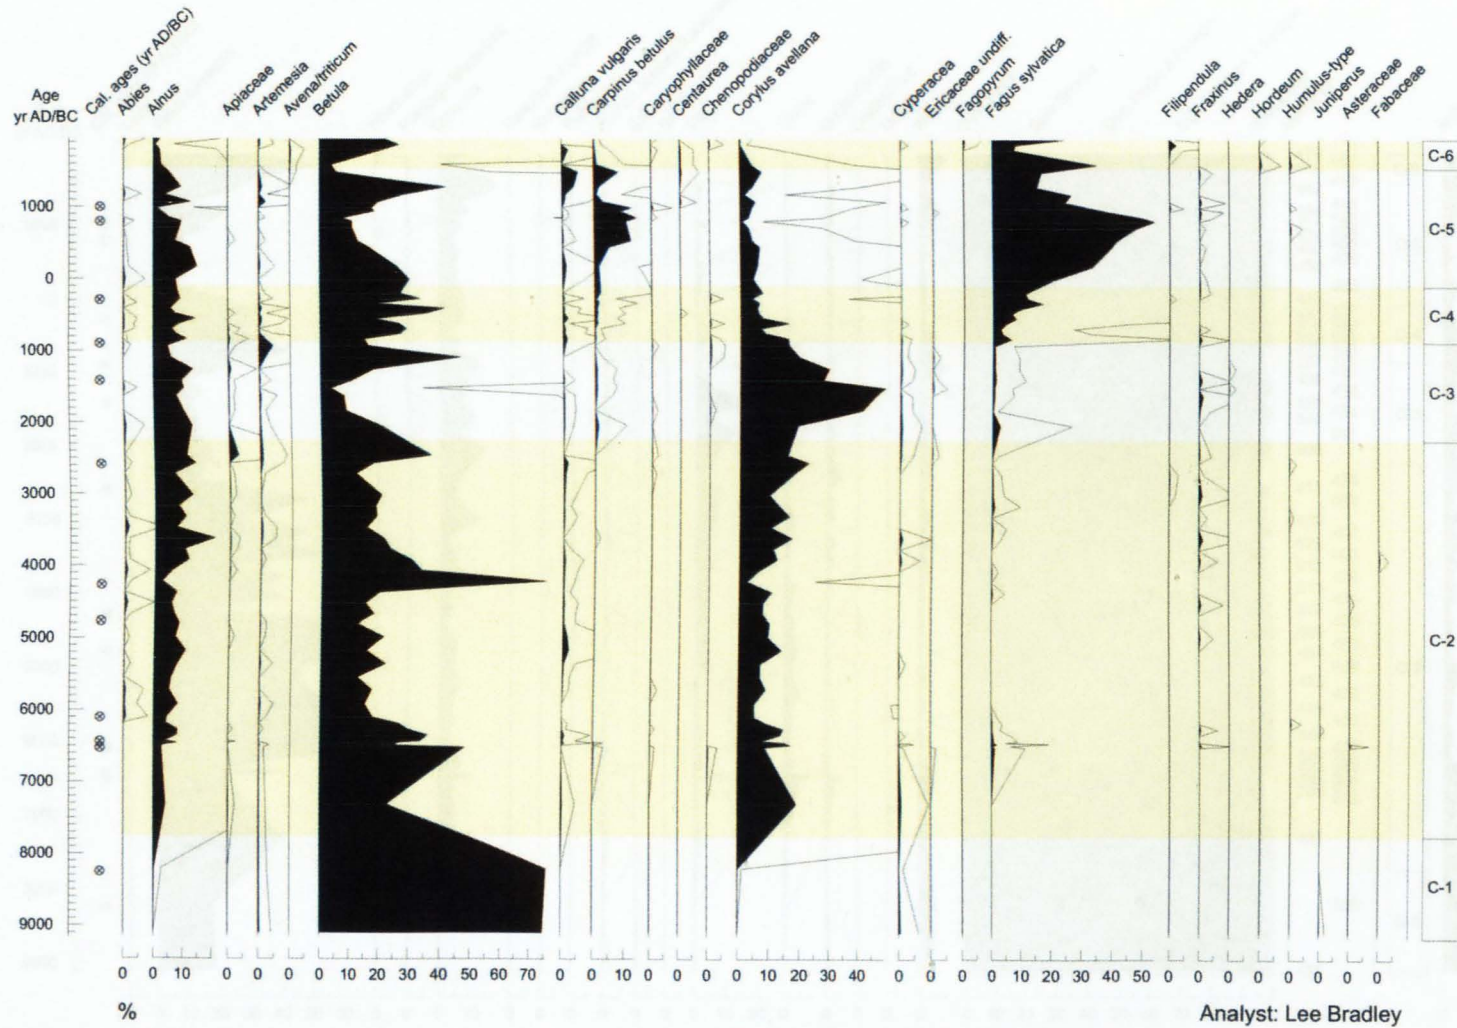 Age
yr AD/BC
Cal. ages (yr AD/BC)
Abies
Alnus
Apiaceae
Artemesia
Avena/triticum
Betula
Calluna vulgaris
Carpinus betulus
Caryophyllaceae
Centaurea
Chenopodiaceae
Corylus avellana
Cyperacea
Ericaceae undiff.
Fagopyrum
Fagus sylvatica
Filipendula
Fraxinus
Hedera
Hordeum
Humulus-type
Juniperus
Asteraceae
Fabaceae
1000
0
1000
2000
3000
4000
5000
6000
7000
8000
9000
C-6
C-5
C-4
C-3
C-2
C-1
0 0 10 0 0 0 0 10 20 30 40 50 60 70 0 0 10 0 0 0 0 10 20 30 40 0 0 0 0 10 20 30 40 50 0 0 0 0 0 0 0 0
%
Analyst: Lee Bradley